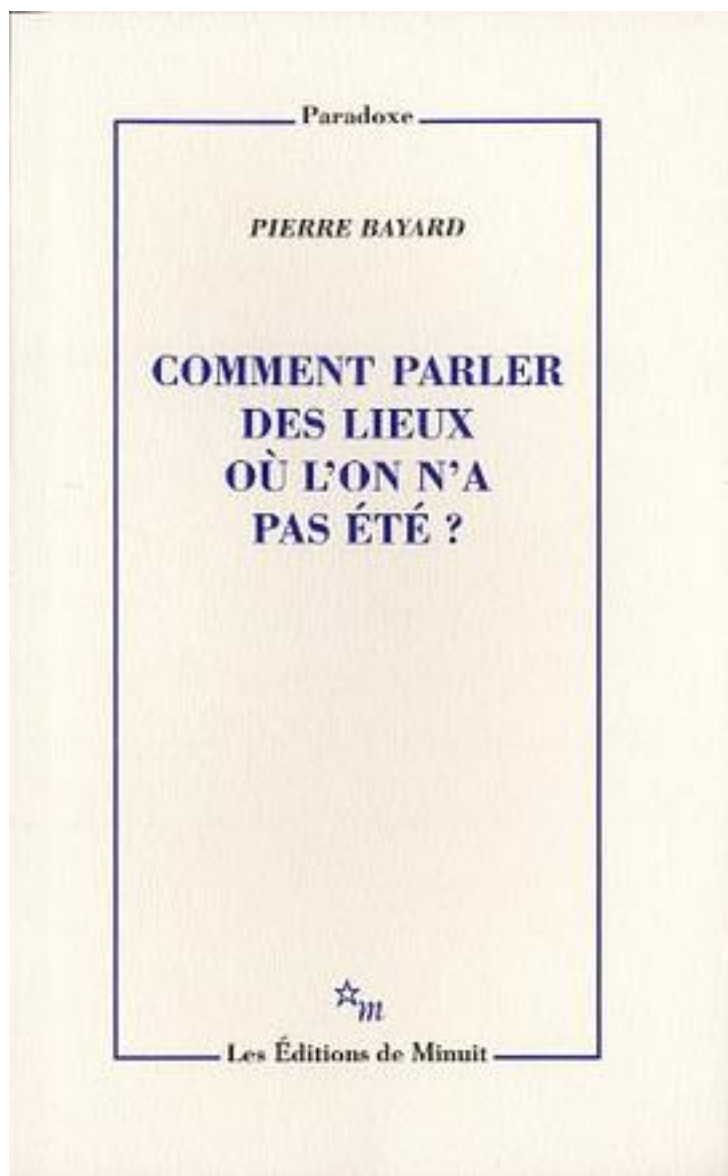 Paradoxe
PIERRE BAYARD
COMMENT PARLER
DES LIEUX
OÙ L'ON N'A
PAS ÉTÉ ?
m
Les Éditions de Minuit